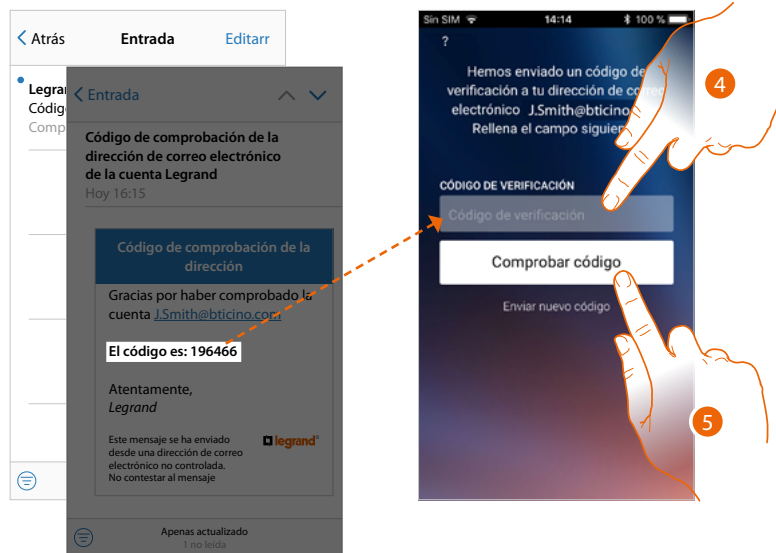 Atrás
Entrada
Editarr
Legra
Códig
Comp
Entrada
Código de comprobación de la
dirección de correo electrónico
de la cuenta Legrand
Hoy 16:15
Código de comprobación de la
dirección
Gracias por haber comprobado la
cuenta J.Smith@bticino.com
El código es: 196466
Atentamente,
Legrand
Este mensaje se ha enviado
desde una dirección de correo
electrónico no controlada.
No contestar al mensaje
legrand®
Apenas actualizado
1 no leída
Sin SIM
14:14
100 %
?
Hemos enviado un código de
verificación a tu dirección de correo
electrónico J.Smith@bticino
Rellena el campo siguien
CÓDIGO DE VERIFICACIÓN
Código de verificación
Comprobar código
Enviar nuevo código
4
5